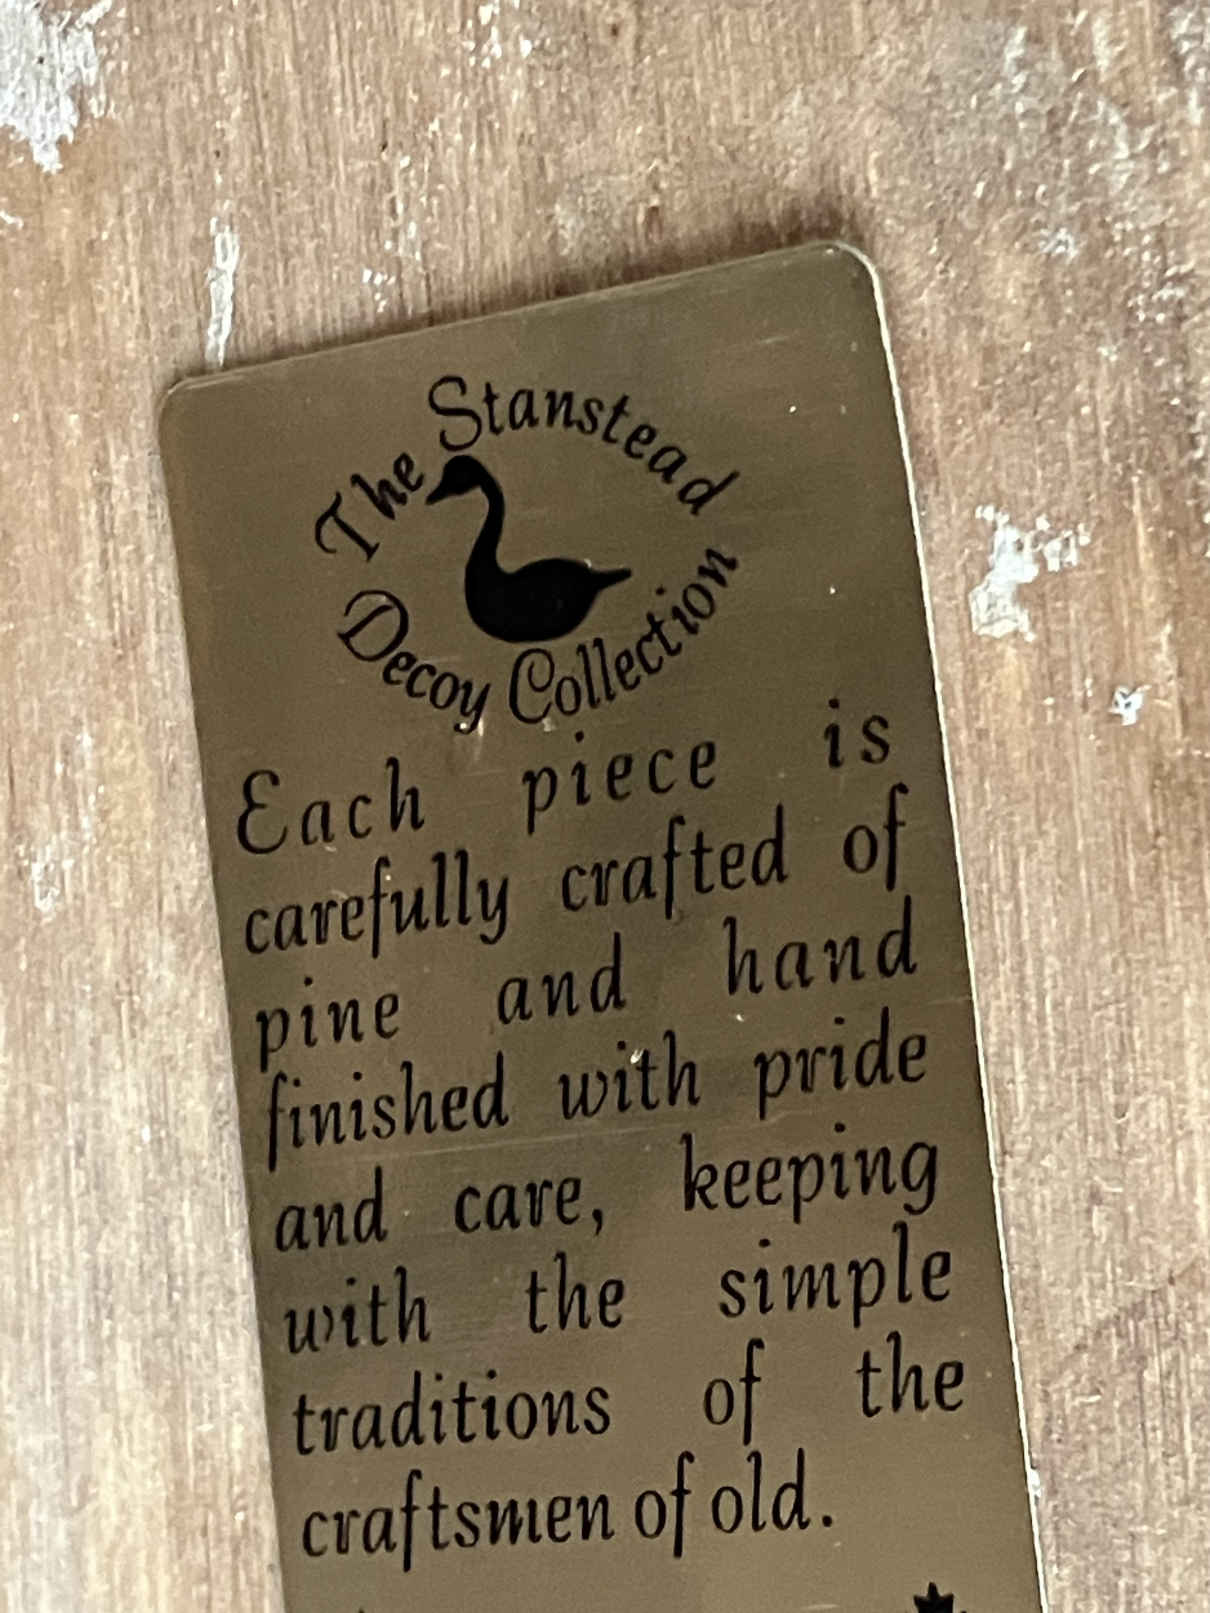 The Stanstead
Decoy Collection
Each piece is
carefully crafted of
pine and hand
finished with pride
and care, keeping
with the simple
traditions of the
craftsmen of old.